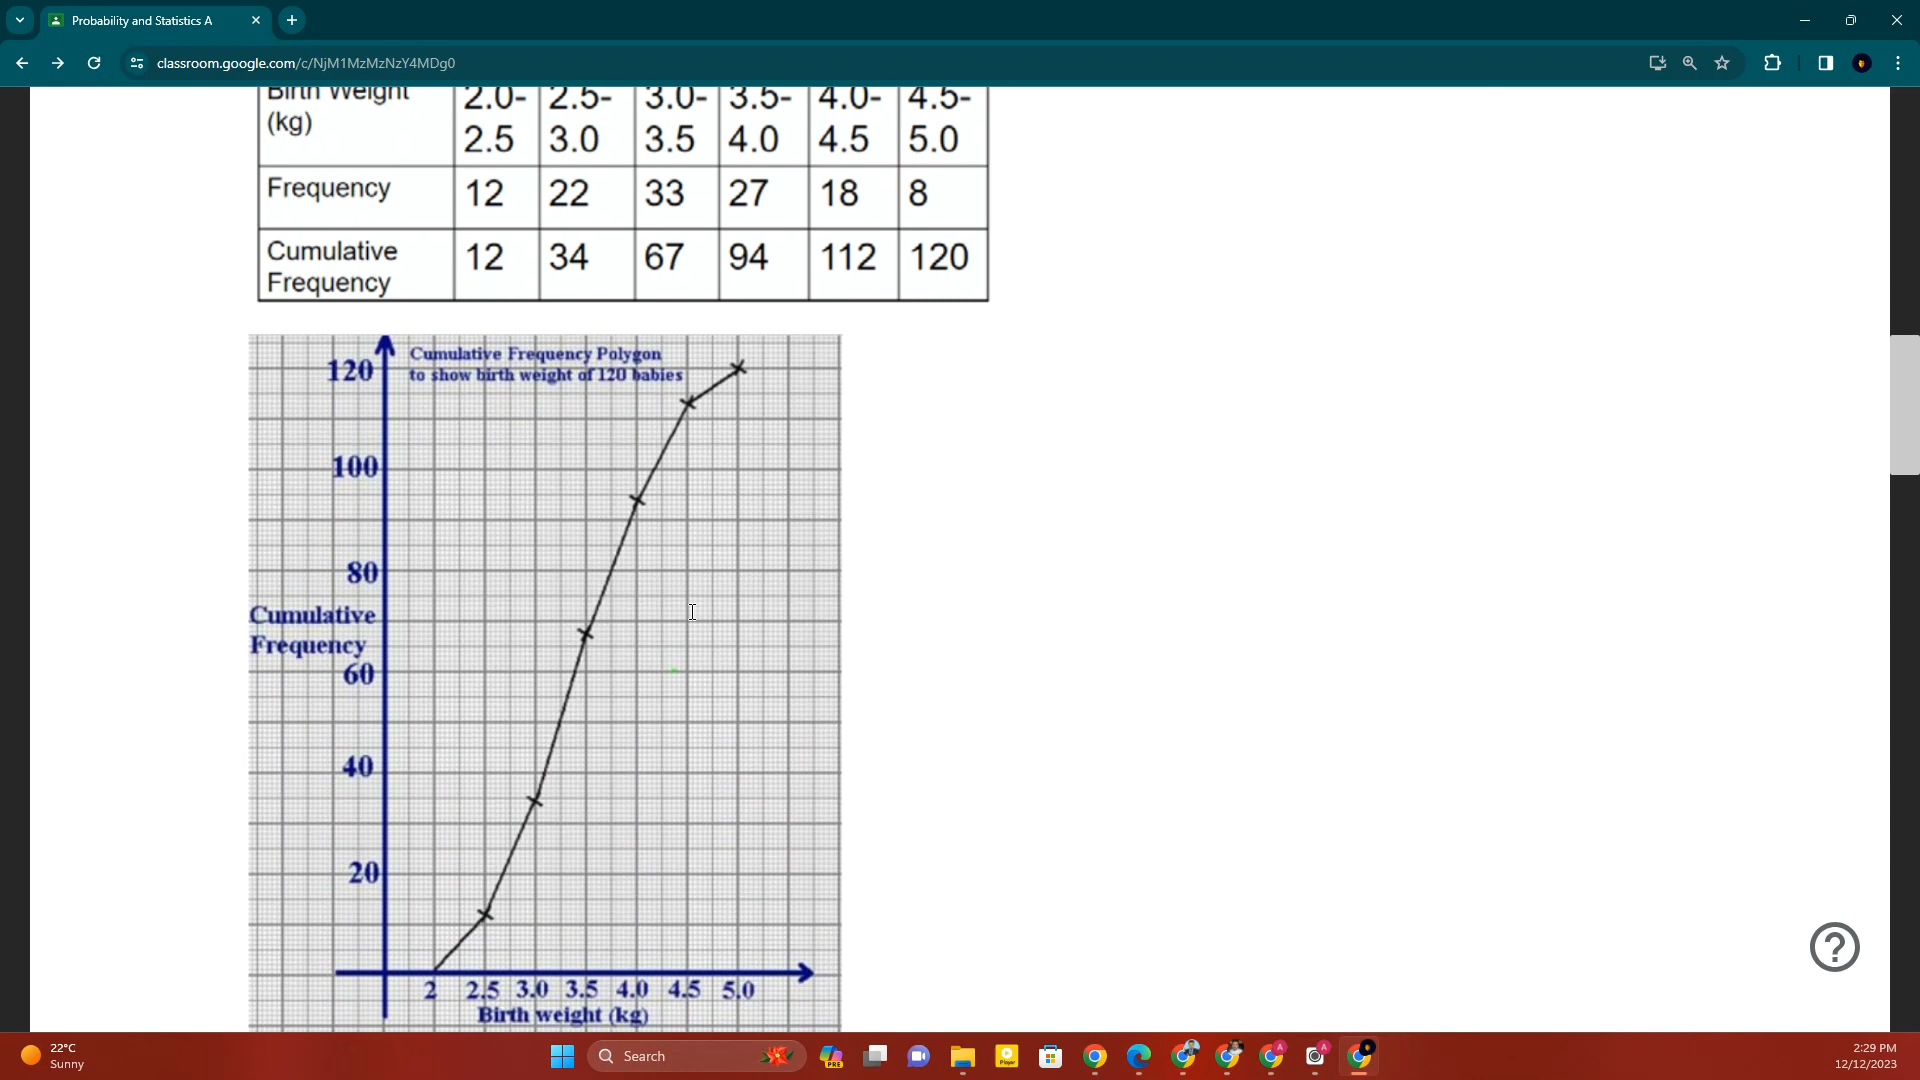 Probability and Statistics A
classroom.google.com/c/NjM1MzMzNzY4MDg0
Birth Weight (kg) 2.0-2.5 2.5-3.0 3.0-3.5 3.5-4.0 4.0-4.5 4.5-5.0
Frequency 12 22 33 27 18 8
Cumulative Frequency 12 34 67 94 112 120
Cumulative Frequency Polygon
to show birth weight of 120 babies
120
100
80
Cumulative
Frequency
60
40
20
2 2.5 3.0 3.5 4.0 4.5 5.0
Birth weight (kg)
22°C
Sunny
Search
PRE
Player
2:29 PM
12/12/2023